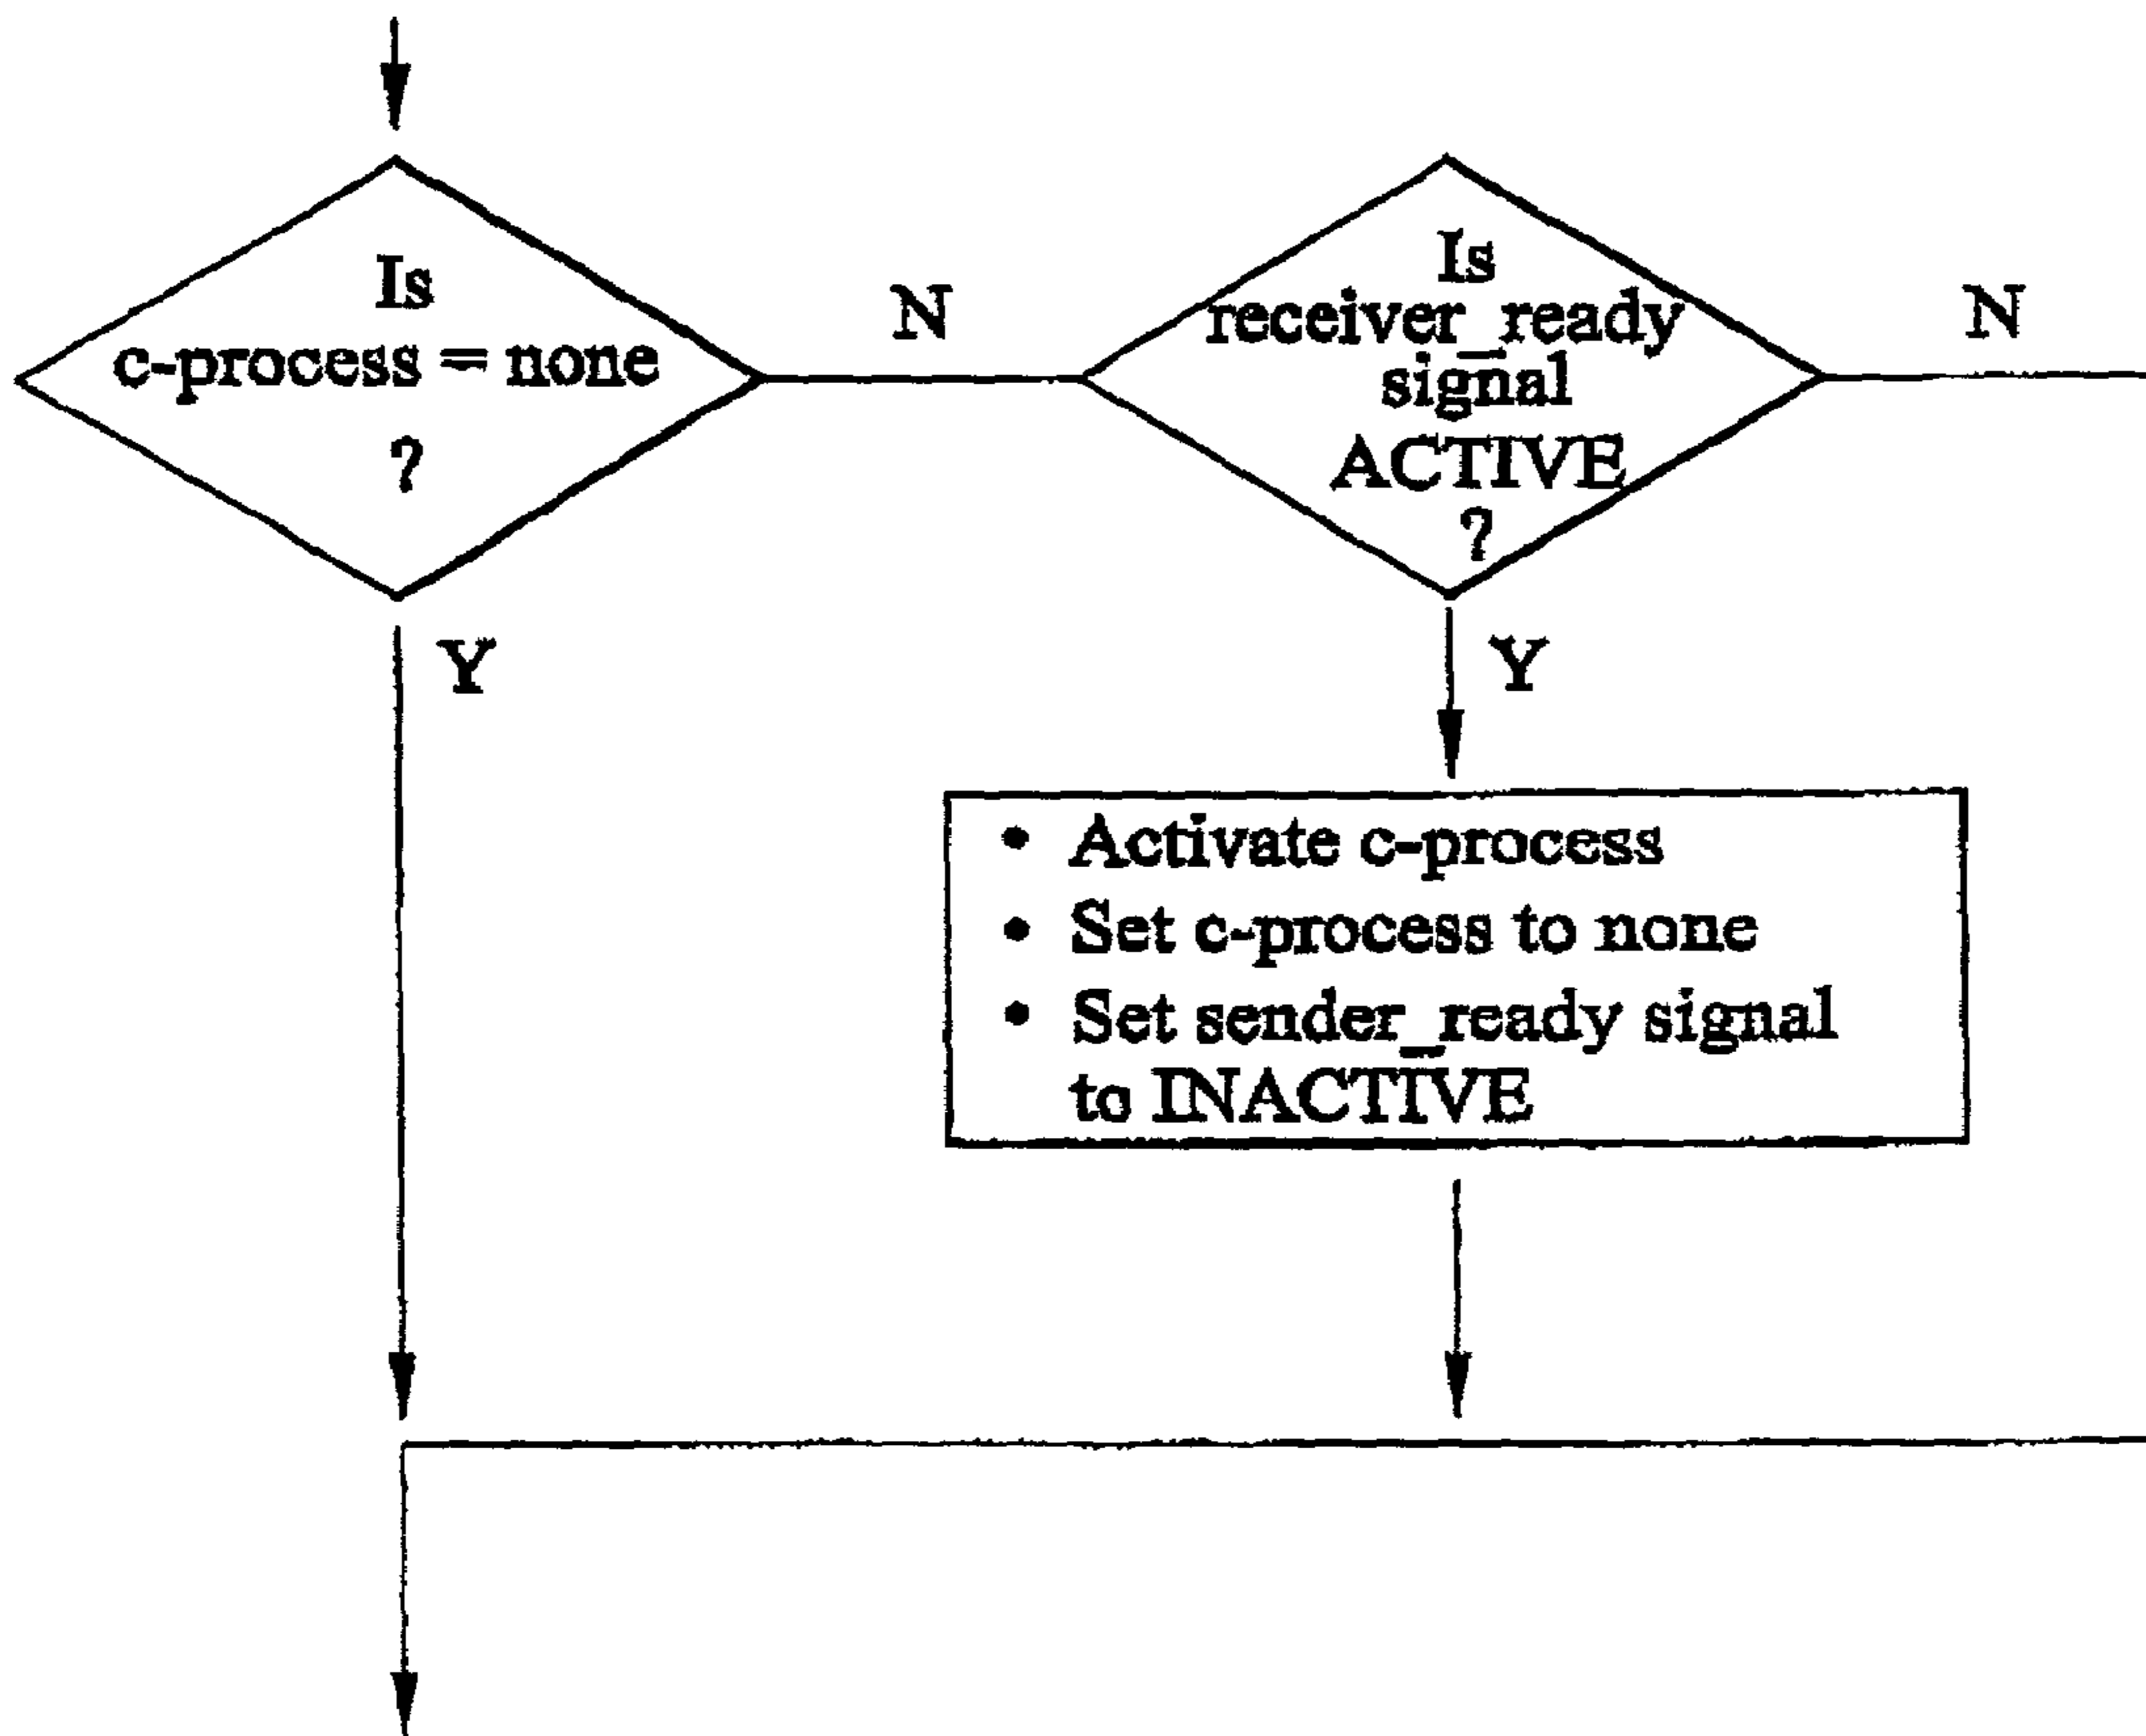 Is
c-process = none
?
N
Is
receiver_ready
signal
ACTIVE
?
N
Y
Y
• Activate c-process
• Set c-process to none
• Set sender_ready signal
to INACTIVE